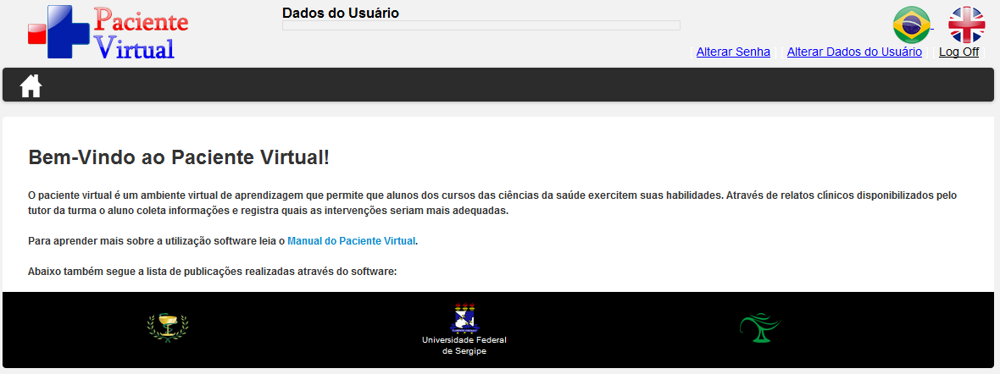 Paciente
Virtual
Dados do Usuário
Alterar Senha | Alterar Dados do Usuário | Log Off
Bem-Vindo ao Paciente Virtual!
O paciente virtual é um ambiente virtual de aprendizagem que permite que alunos dos cursos das ciências da saúde exercitem suas habilidades. Através de relatos clínicos disponibilizados pelo
tutor da turma o aluno coleta informações e registra quais as intervenções seriam mais adequadas.
Para aprender mais sobre a utilização software leia o Manual do Paciente Virtual.
Abaixo também segue a lista de publicações realizadas através do software:
Universidade Federal
de Sergipe